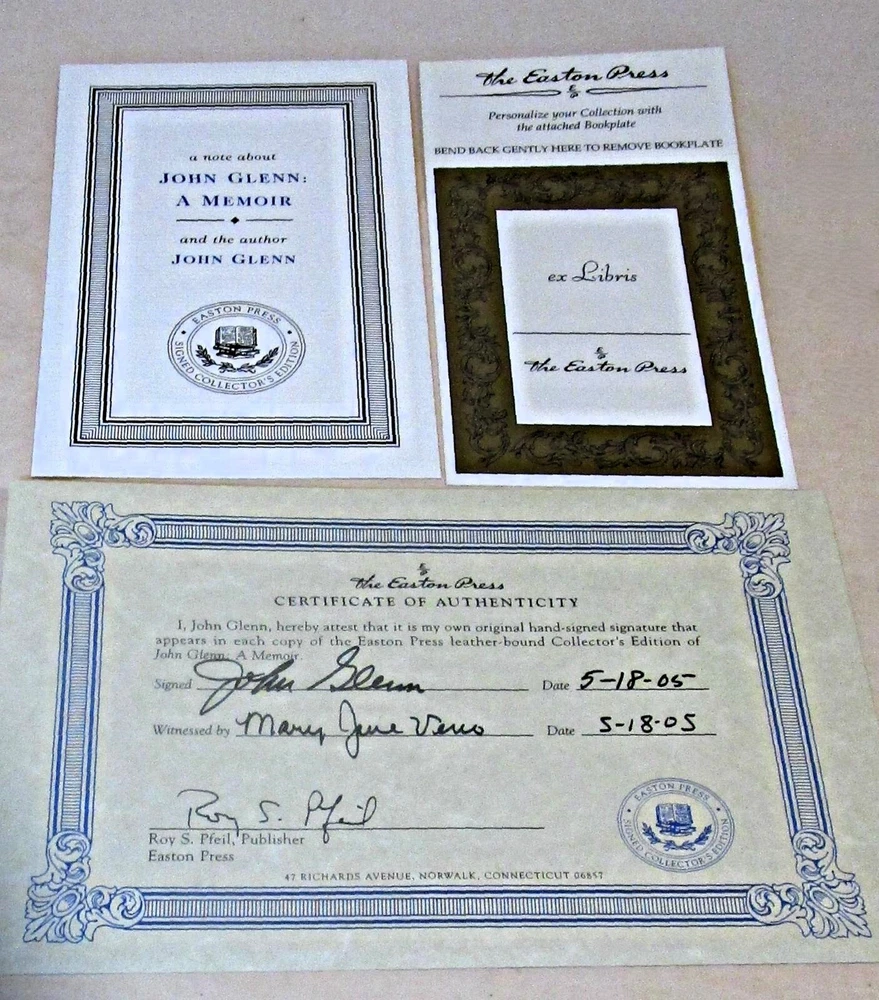 a note about
JOHN GLENN:
A MEMOIR
and the author
JOHN GLENN
EASTON PRESS
SIGNED COLLECTOR'S EDITION
The Easton Press
Personalize your Collection with
the attached Bookplate
BEND BACK GENTLY HERE TO REMOVE BOOKPLATE
ex Libris
The Easton Press
The Easton Press
CERTIFICATE OF AUTHENTICITY
I, John Glenn, hereby attest that it is my own original hand-signed signature that
appears in each copy of the Easton Press leather-bound Collector's Edition of
John Glenn: A Memoir.
Signed John Glenn Date 5-18-05
Witnessed by Mary Jane Veno Date 5-18-05
Roy S. Pfeil
Roy S. Pfeil, Publisher
Easton Press
EASTON PRESS
SIGNED COLLECTOR'S EDITION
47 RICHARDS AVENUE, NORWALK, CONNECTICUT 06857